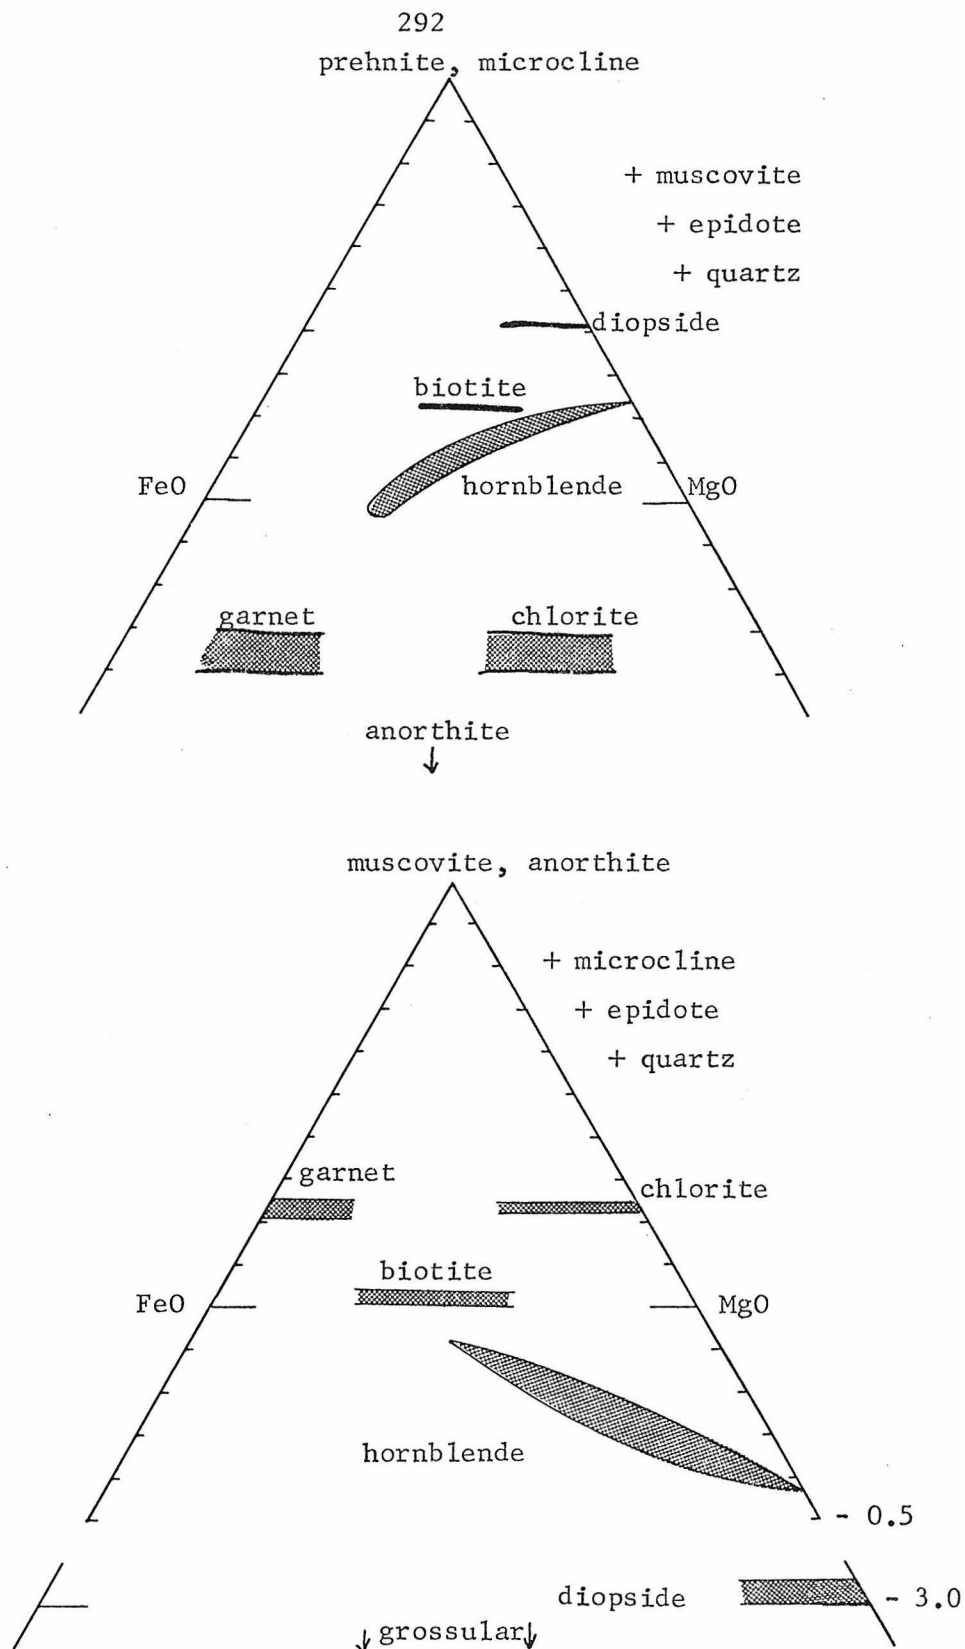 292
prehnite, microcline
+ muscovite
+ epidote
+ quartz
diopside
biotite
FeO
hornblende
MgO
garnet
chlorite
anorthite
↓
muscovite, anorthite
+ microcline
+ epidote
+ quartz
garnet
chlorite
biotite
FeO
MgO
hornblende
- 0.5
diopside
- 3.0
↓ grossular↓